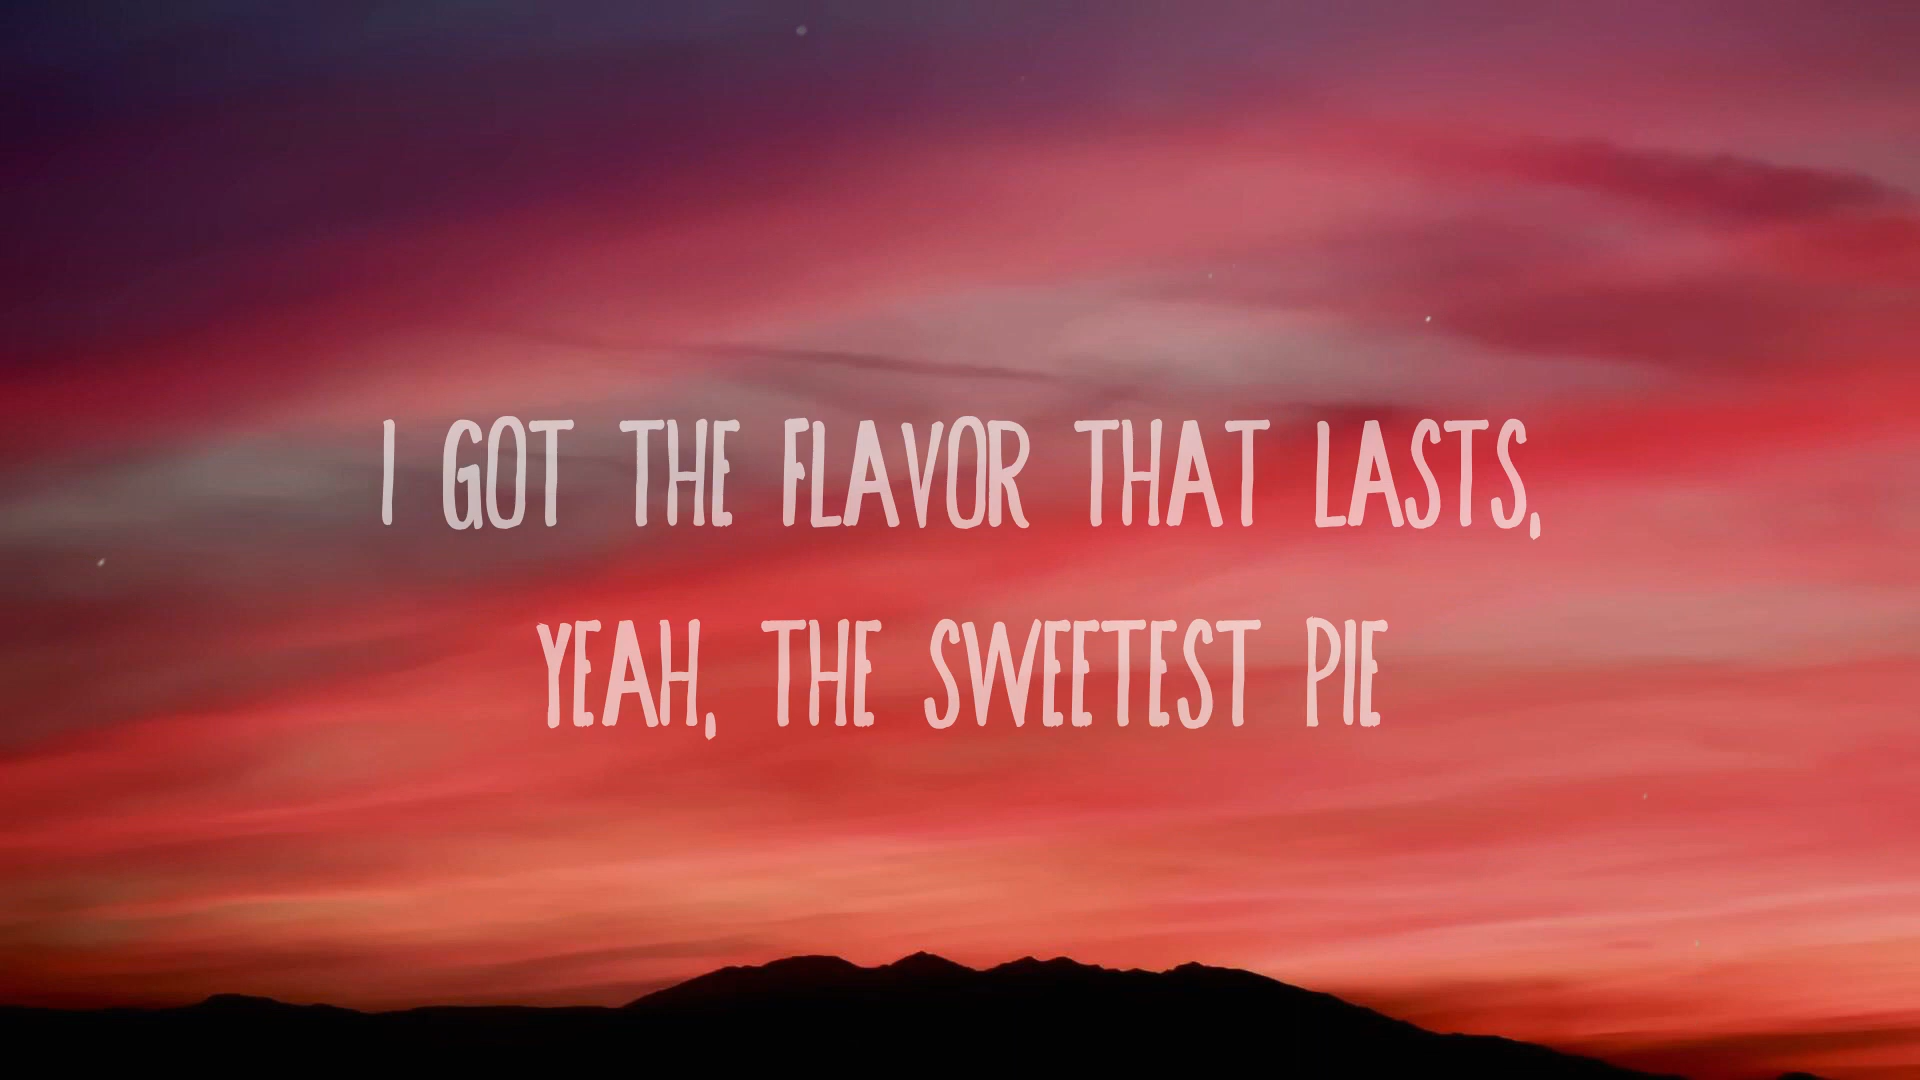 I GOT THE FLAVOR THAT LASTS,
YEAH, THE SWEETEST PIE